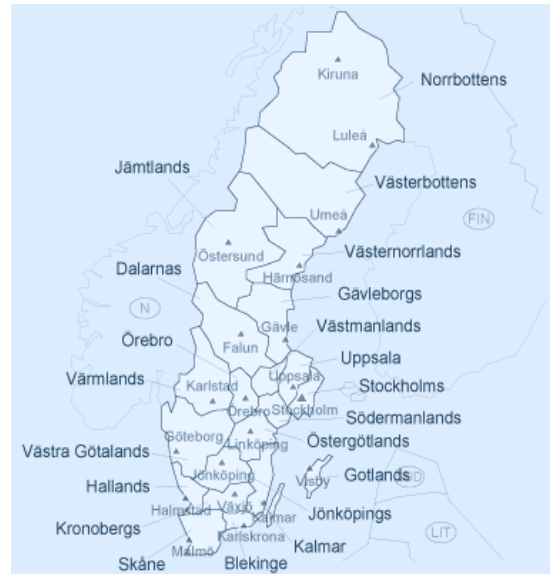 Kiruna
Norrbottens
Luleå
Jämtlands
Västerbottens
Umeå
FIN
Östersund
Västernorrlands
Härnösand
Dalarnas
Gävleborgs
N
Gävle
Västmanlands
Örebro
Falun
Uppsala
Värmlands
Karlstad
Uppsala
Stockholms
Örebro
Stockholm
Södermanlands
Göteborg
Linköping
Östergötlands
Västra Götalands
Jönköping
Visby
Gotlands
Hallands
Halmstad
Växjö
Kalmar
Jönköpings
Kronobergs
Karlskrona
LIT
Malmö
Kalmar
Skåne
Blekinge